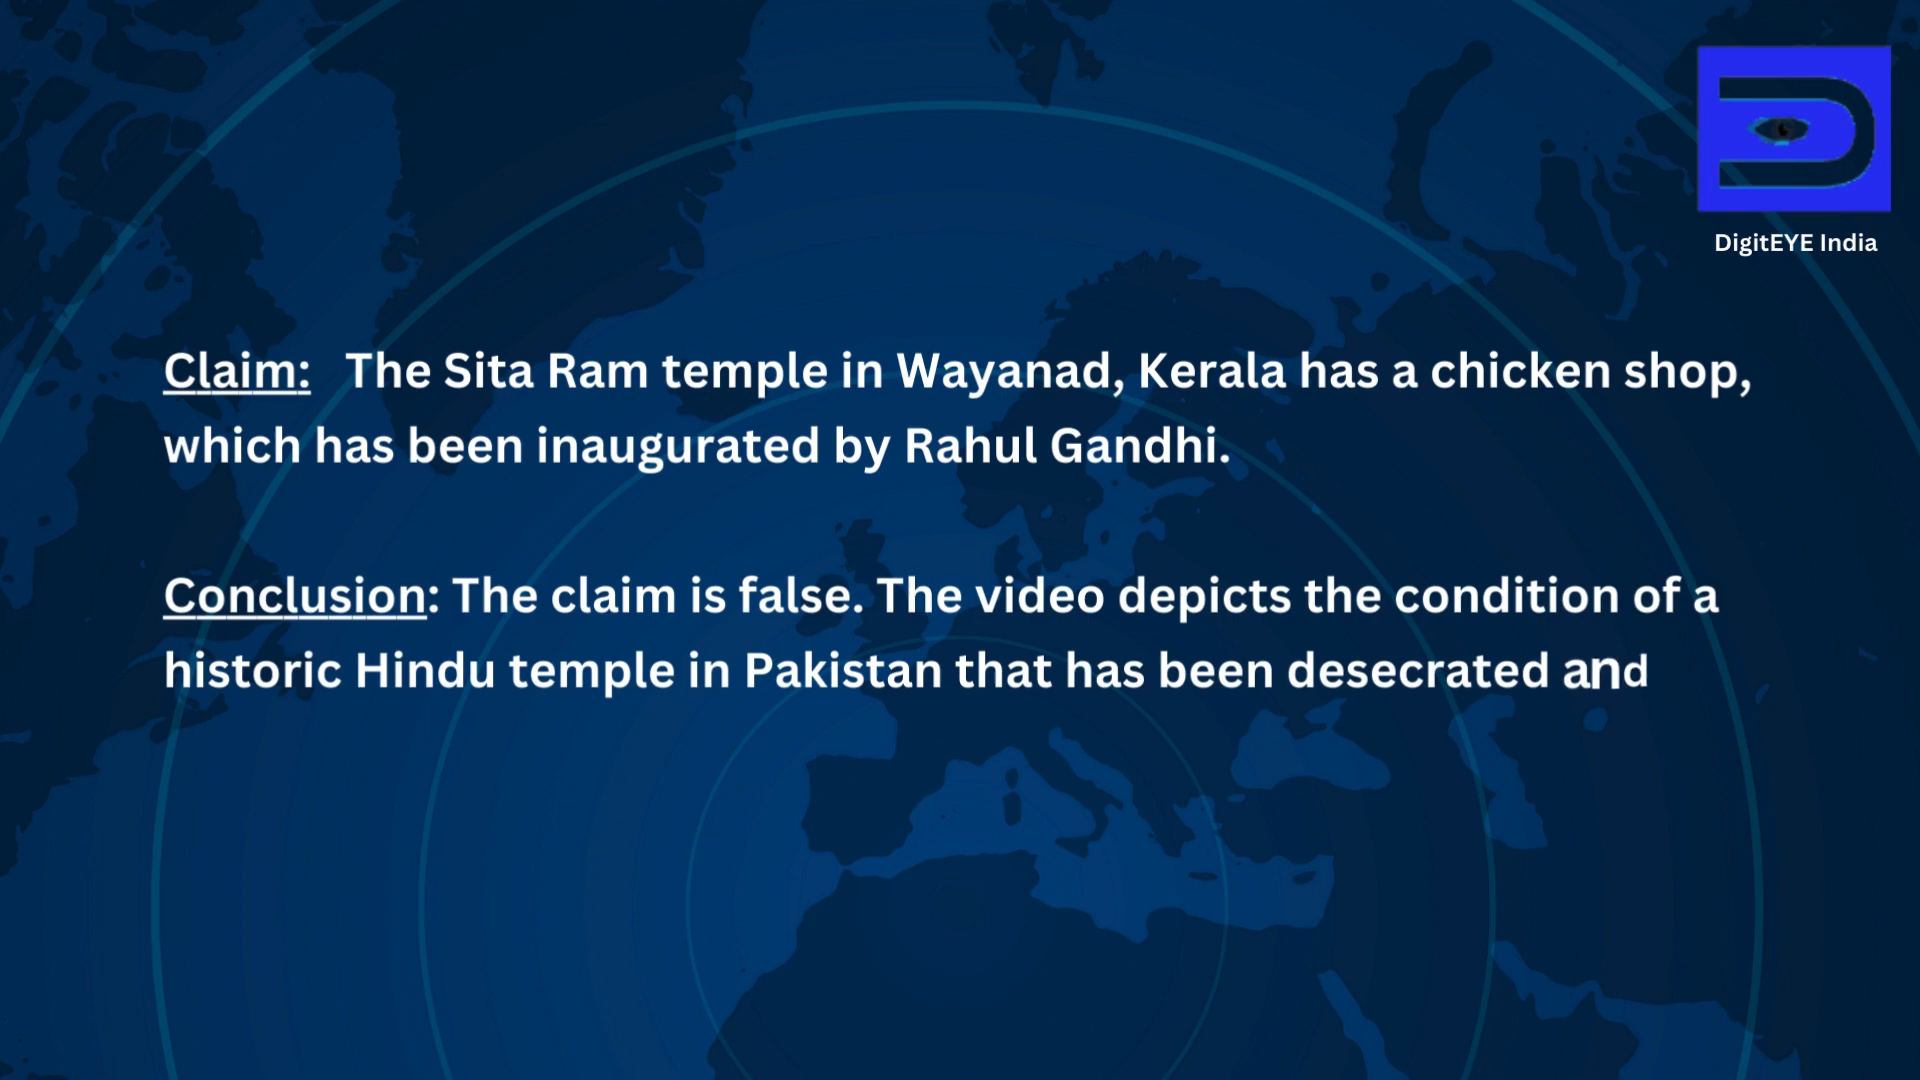 DigitEYE India
Claim: The Sita Ram temple in Wayanad, Kerala has a chicken shop,
which has been inaugurated by Rahul Gandhi.
Conclusion: The claim is false. The video depicts the condition of a
historic Hindu temple in Pakistan that has been desecrated and